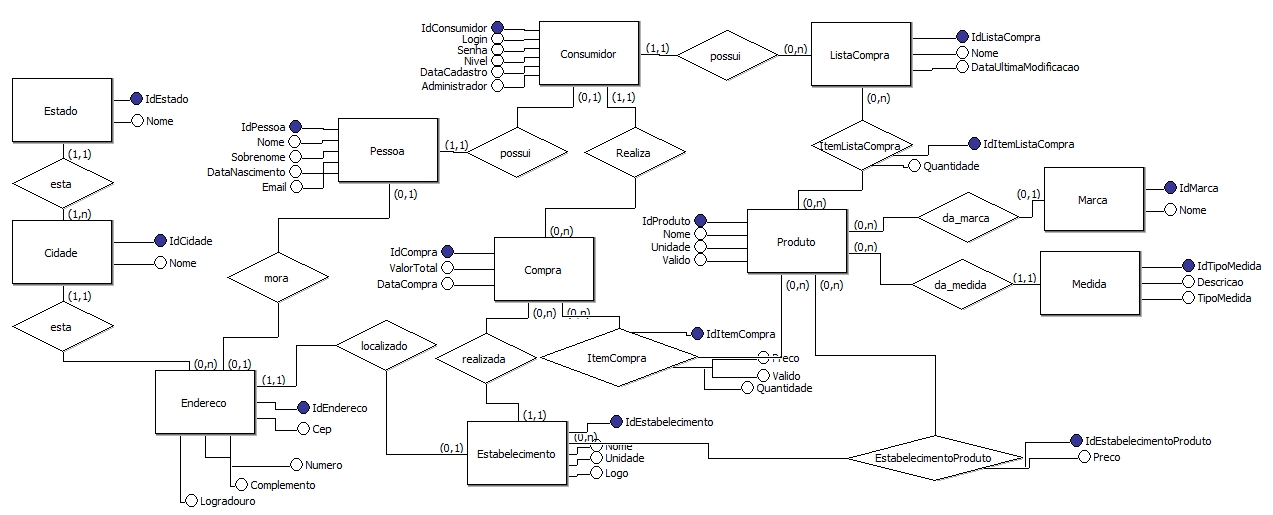 IdConsumidor
Login
Senha
Nivel
DataCadastro
Administrador
Consumidor
(1,1)
possui
(0,n)
ListaCompra
IdListaCompra
Nome
DataUltimaModificacao
(0,1)
(1,1)
(0,n)
Estado
IdEstado
Nome
(1,1)
esta
(1,n)
Cidade
IdCidade
Nome
(1,1)
esta
(0,n)
IdPessoa
Nome
Sobrenome
DataNascimento
Email
Pessoa
(1,1)
possui
Realiza
(0,1)
mora
(0,1)
ItemListaCompra
IdItemListaCompra
Quantidade
(0,n)
IdProduto
Nome
Unidade
Valido
Produto
(0,n)
da_marca
(0,1)
Marca
IdMarca
Nome
(0,n)
da_medida
(1,1)
Medida
IdTipoMedida
Descricao
TipoMedida
(0,n)
(0,n)
(0,n)
IdCompra
ValorTotal
DataCompra
Compra
(0,n)
(0,n)
localizado
realizada
ItemCompra
IdItemCompra
Preco
Valido
Quantidade
Endereco
(1,1)
IdEndereco
Cep
Numero
Complemento
Logradouro
(0,1)
(1,1)
Estabelecimento
IdEstabelecimento
(0,n)
Nome
Unidade
Logo
EstabelecimentoProduto
IdEstabelecimentoProduto
Preco